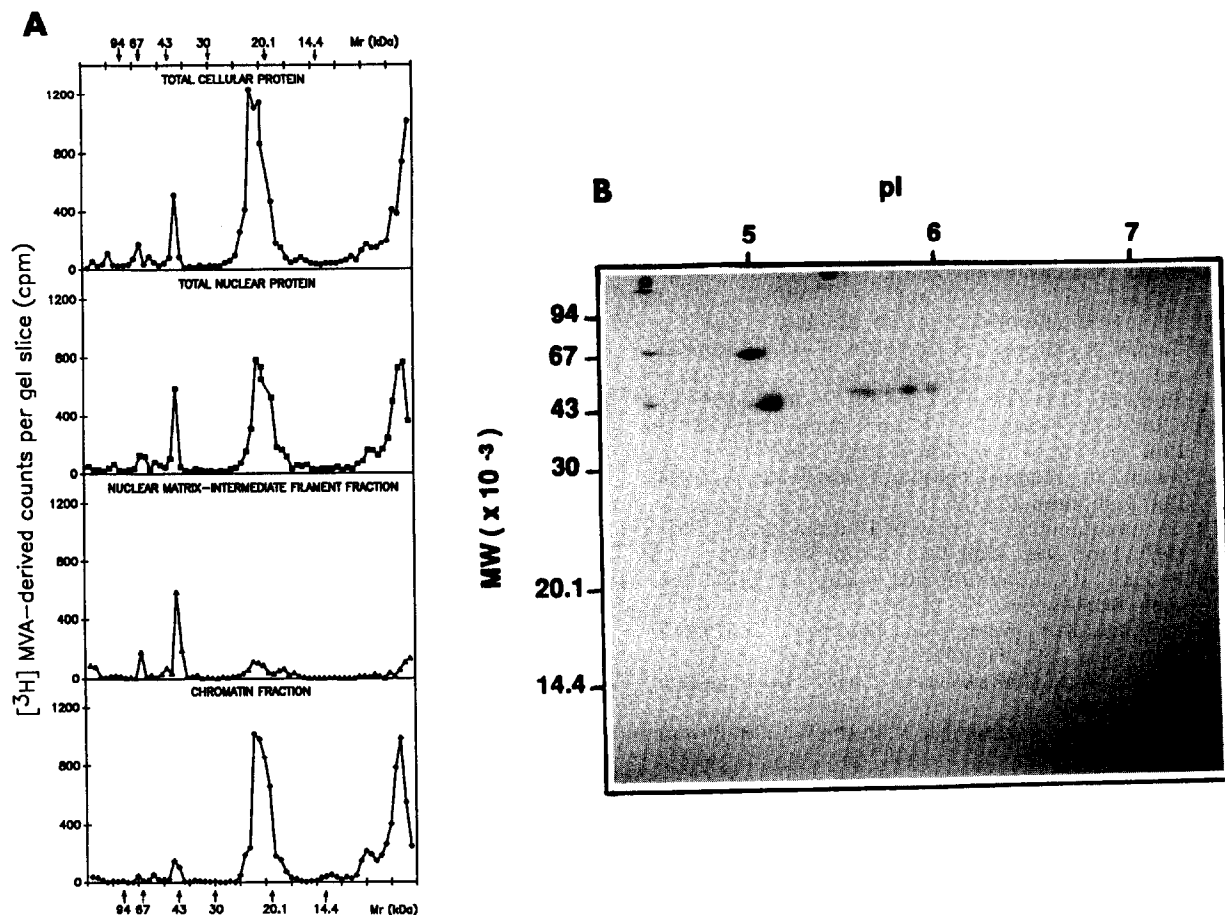 A
94 67 43 30 20.1 14.4 Mr (kDa)
TOTAL CELLULAR PROTEIN
1200
800
400
0
TOTAL NUCLEAR PROTEIN
800
400
0
NUCLEAR MATRIX-INTERMEDIATE FILAMENT FRACTION
1200
800
400
0
CHROMATIN FRACTION
1200
800
400
0
94 67 43 30 20.1 14.4 Mr (kDa)
[3H] MVA-derived counts per gel slice (cpm)
B
pI
5 6 7
94
67
43
30
20.1
14.4
MW ( x 10 -3)